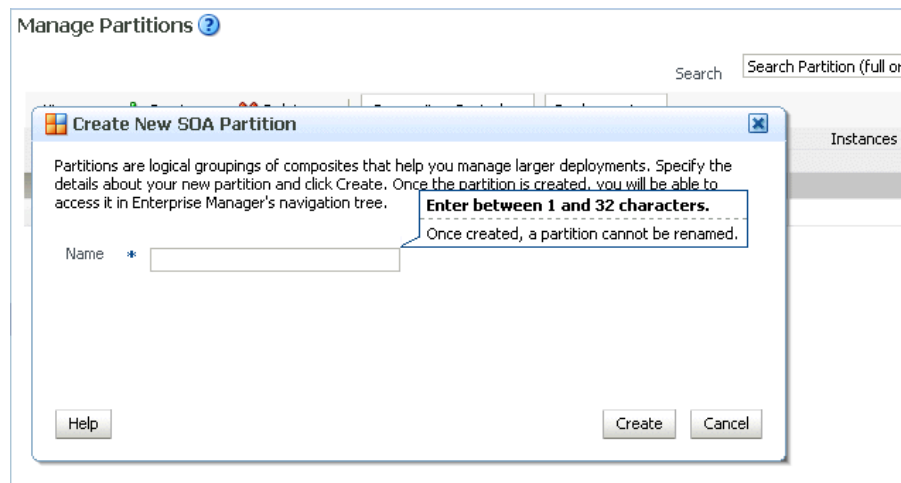 Manage Partitions
Search Search Partition (full or
Create New SOA Partition
Instances
Partitions are logical groupings of composites that help you manage larger deployments. Specify the
details about your new partition and click Create. Once the partition is created, you will be able to
access it in Enterprise Manager's navigation tree.
Enter between 1 and 32 characters.
Once created, a partition cannot be renamed.
Name *
Help Create Cancel